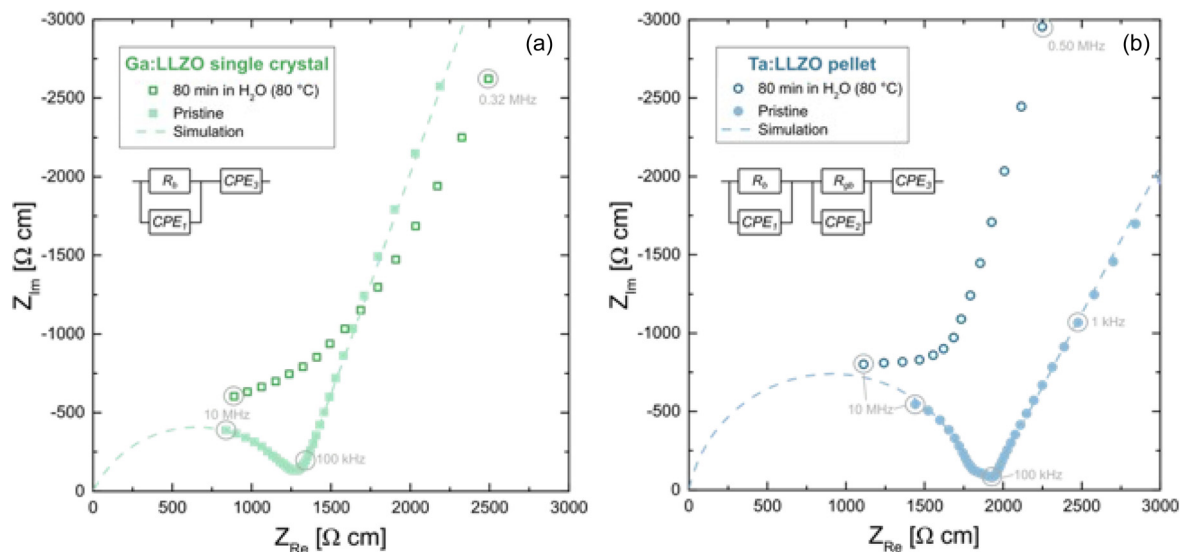 (a)
Ga:LLZO single crystal
80 min in H2O (80 °C)
Pristine
Simulation
Rb
CPE1
CPE3
0.32 MHz
10 MHz
100 kHz
-3000
-2500
-2000
-1500
-1000
-500
0
ZIm [Ω cm]
0
500
1000
1500
2000
2500
3000
ZRe [Ω cm]
(b)
Ta:LLZO pellet
80 min in H2O (80 °C)
Pristine
Simulation
Rb
CPE1
Rgb
CPE2
CPE3
0.50 MHz
10 MHz
1 kHz
100 kHz
-3000
-2500
-2000
-1500
-1000
-500
0
ZIm [Ω cm]
0
500
1000
1500
2000
2500
3000
ZRe [Ω cm]